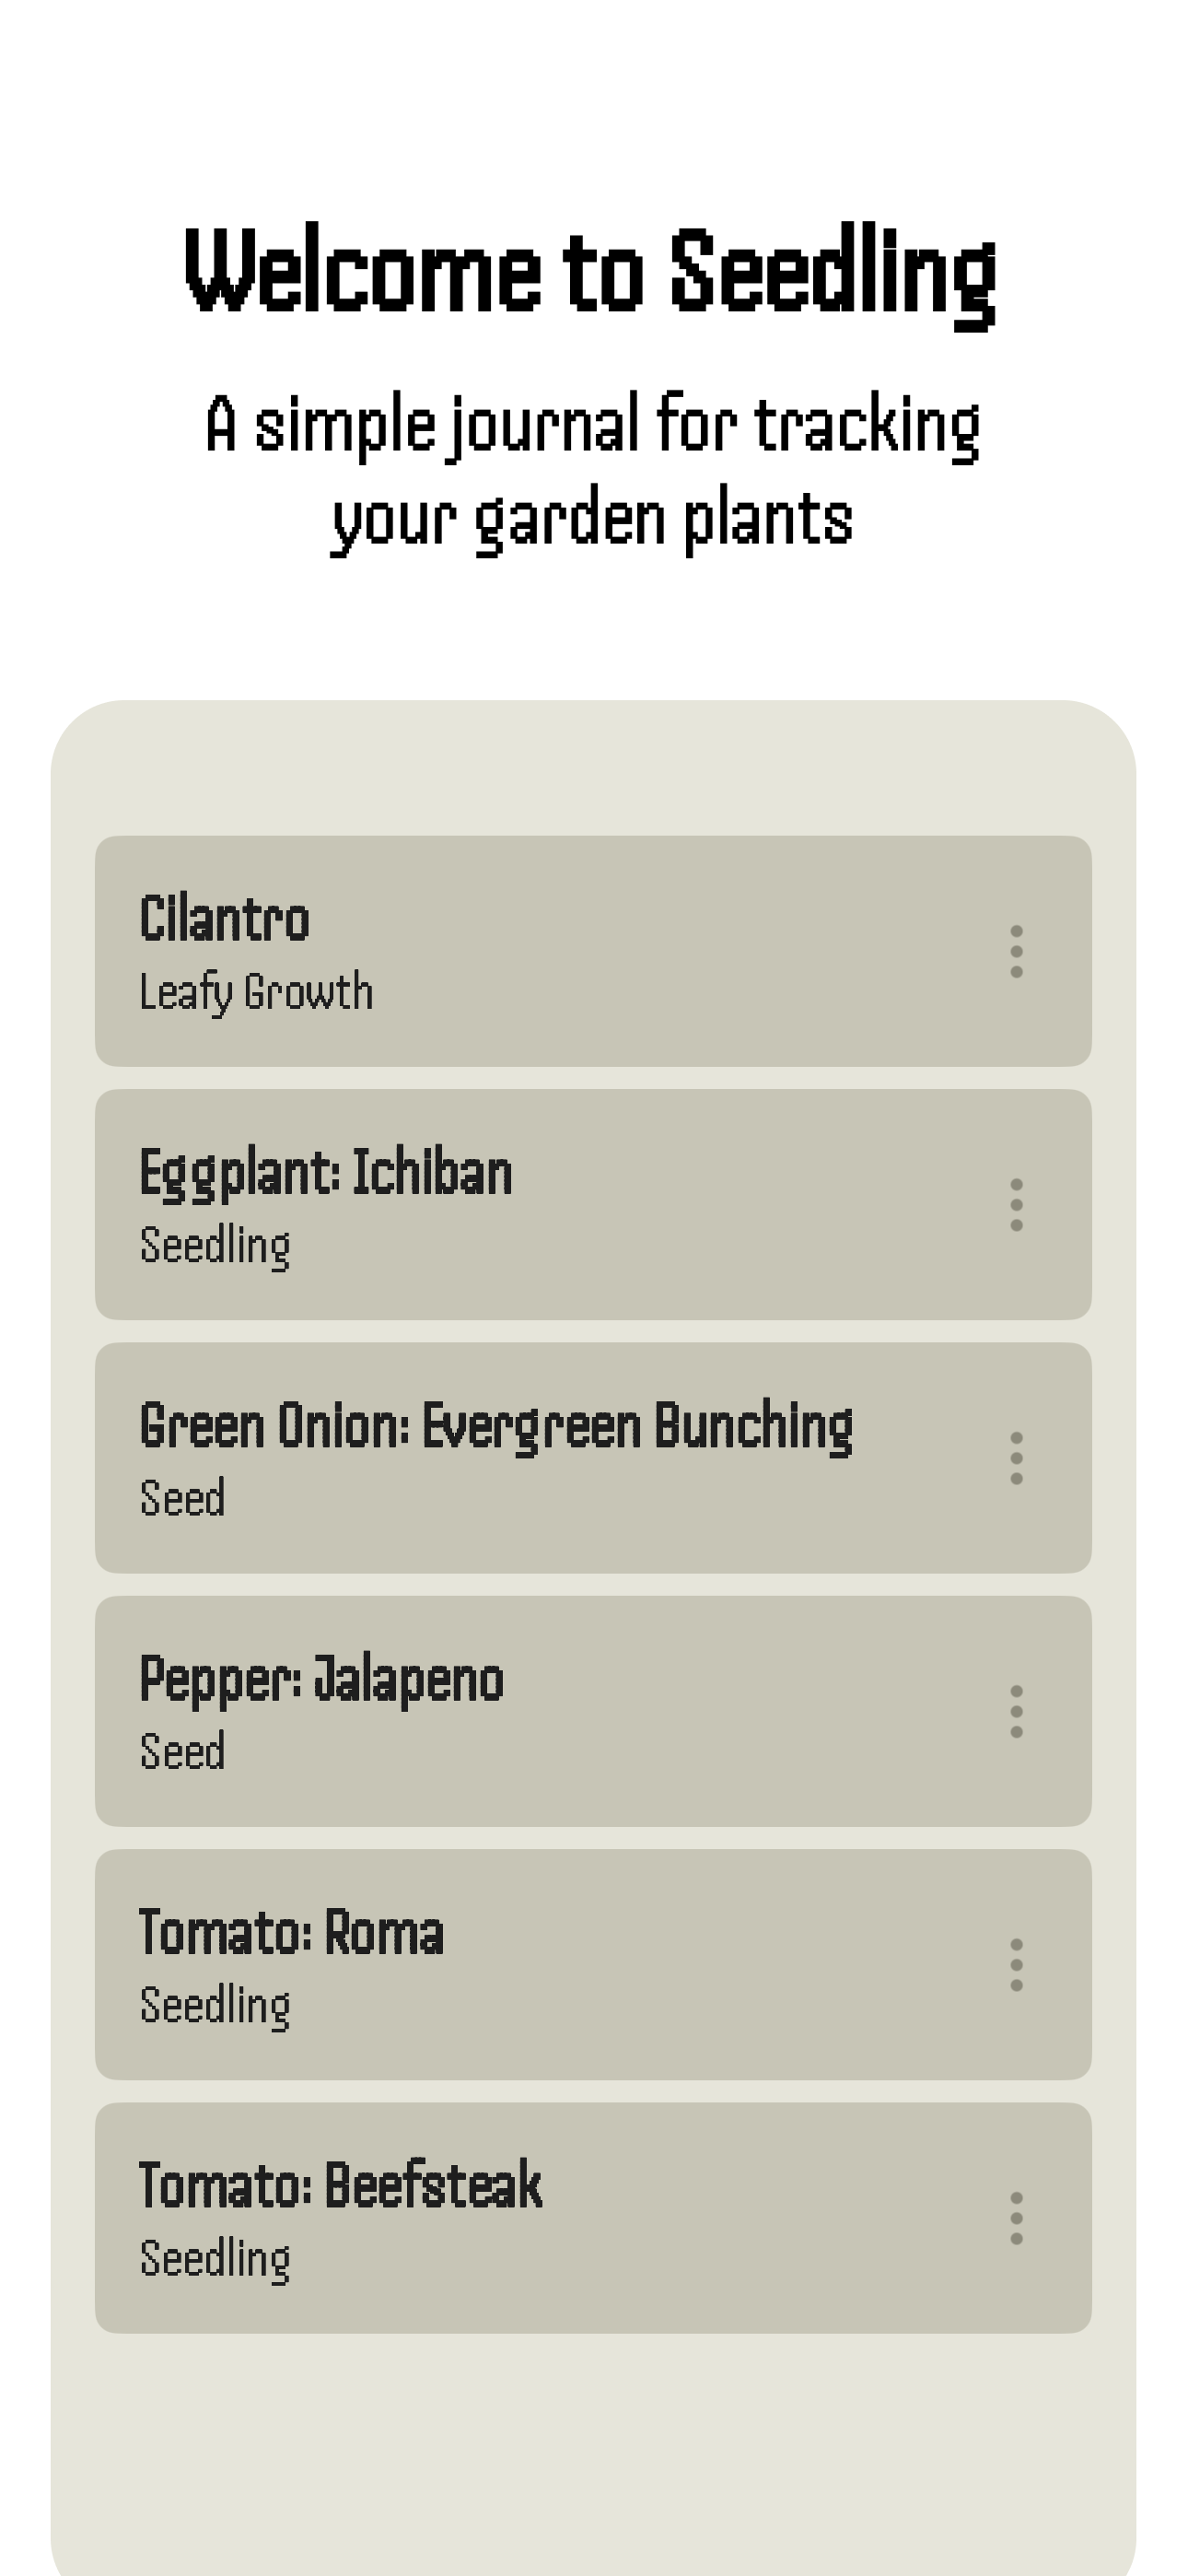 Welcome to Seedling
A simple journal for tracking
your garden plants
Cilantro
Leafy Growth
Eggplant: Ichiban
Seedling
Green Onion: Evergreen Bunching
Seed
Pepper: Jalapeno
Seed
Tomato: Roma
Seedling
Tomato: Beefsteak
Seedling